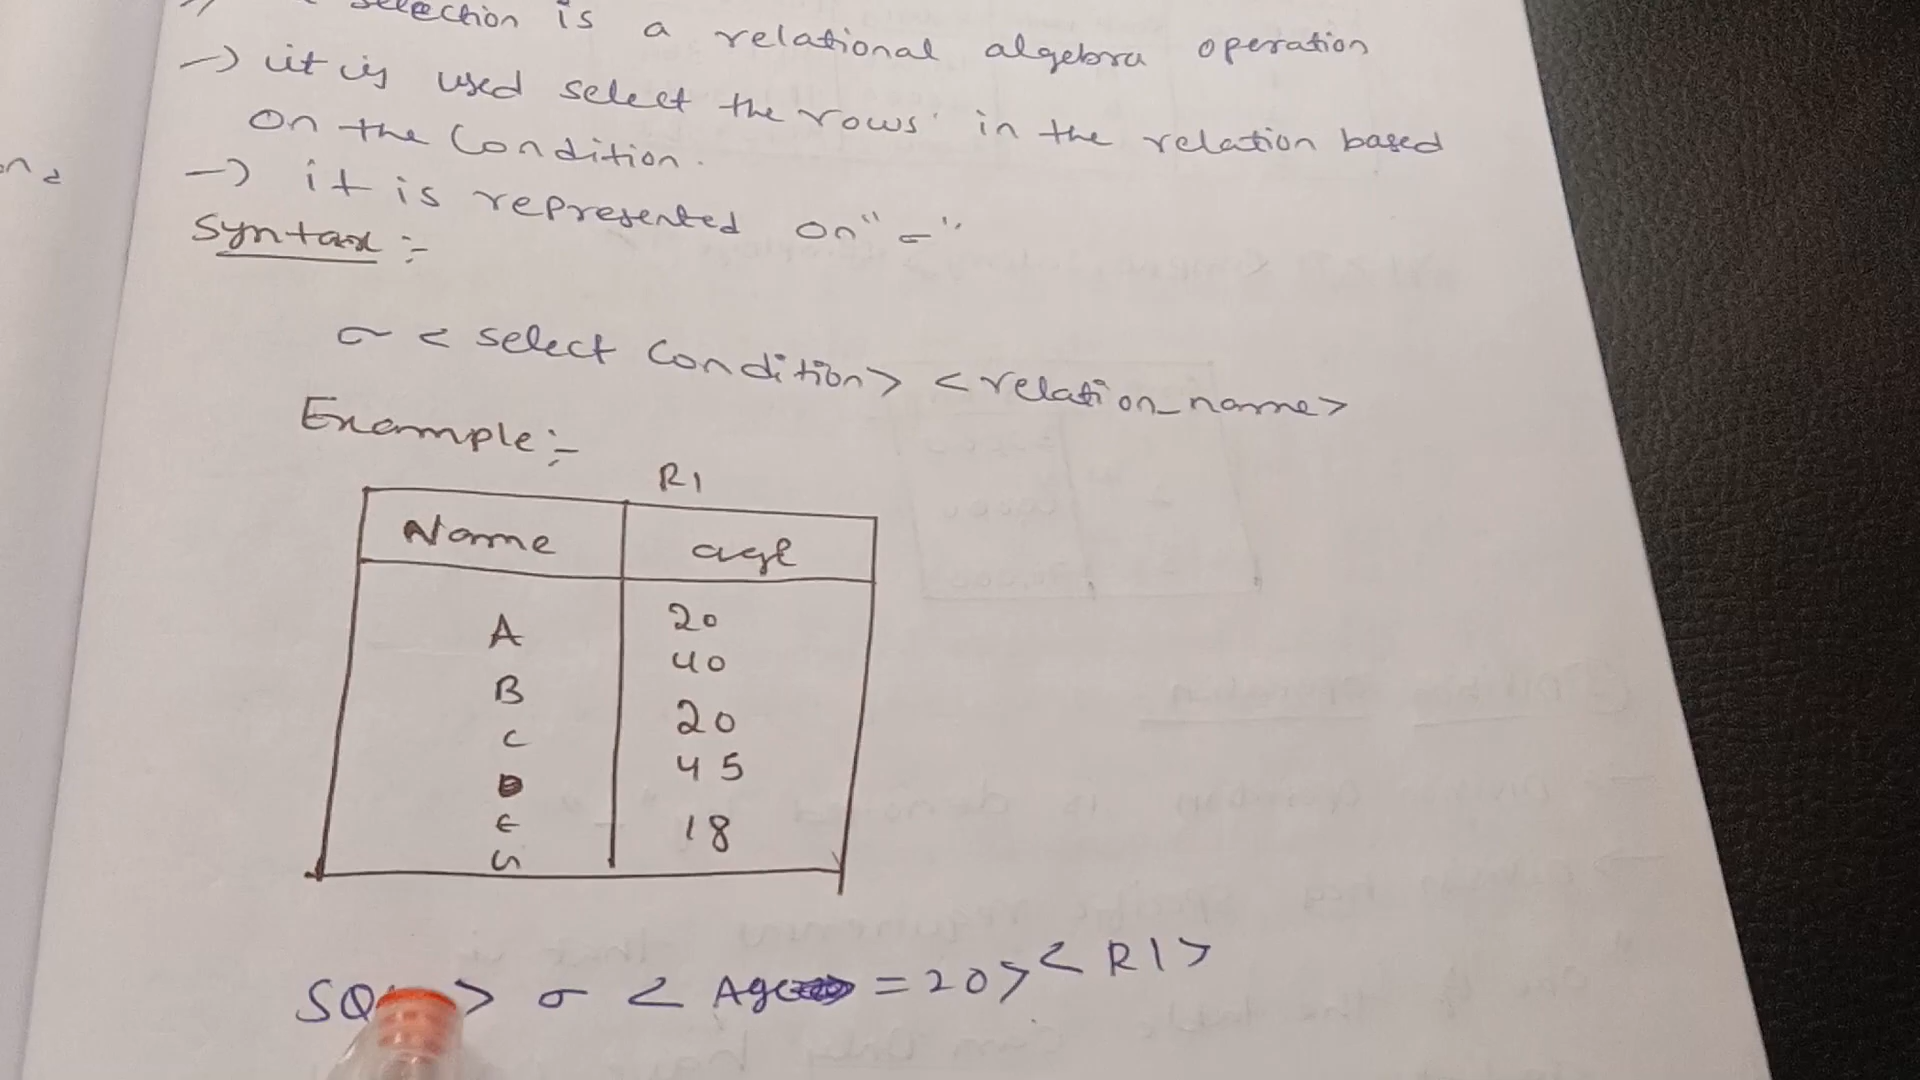 selection is a relational algebra operation
→ it is used select the rows in the relation based
on the Condition.
→ it is represented on "σ"
Syntax :-
σ < select Condition> <relation_name>
Example :-
R1
Name age
A 20
B 40
C 20
D 45
E 18
G
SQ > σ < Age = 20> < R1>